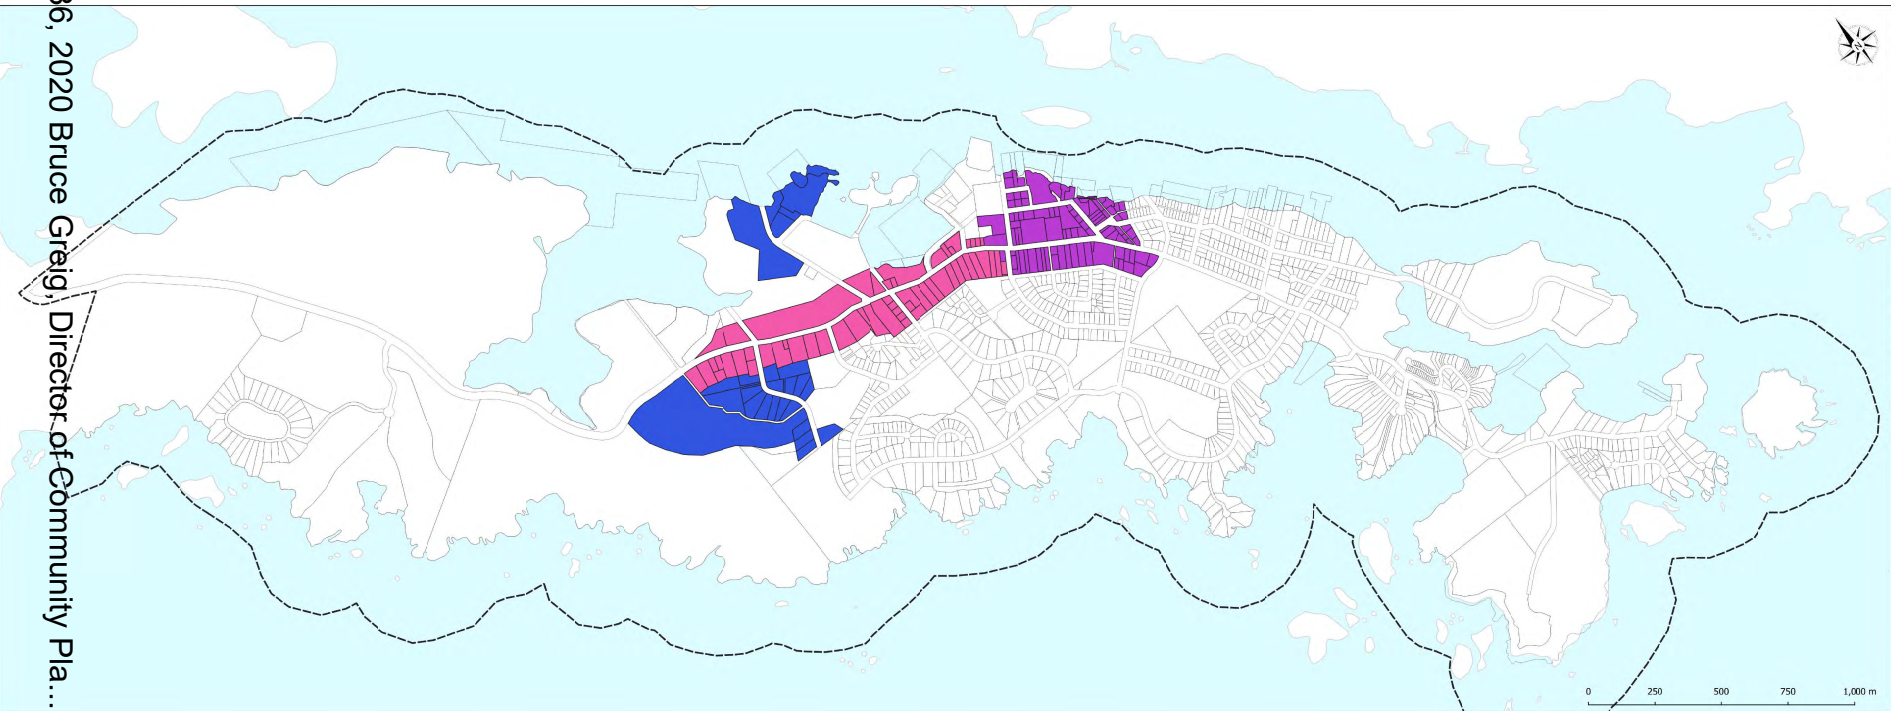 36, 2020 Bruce Greig, Director of Community Pla...
N
0 250 500 750 1,000 m